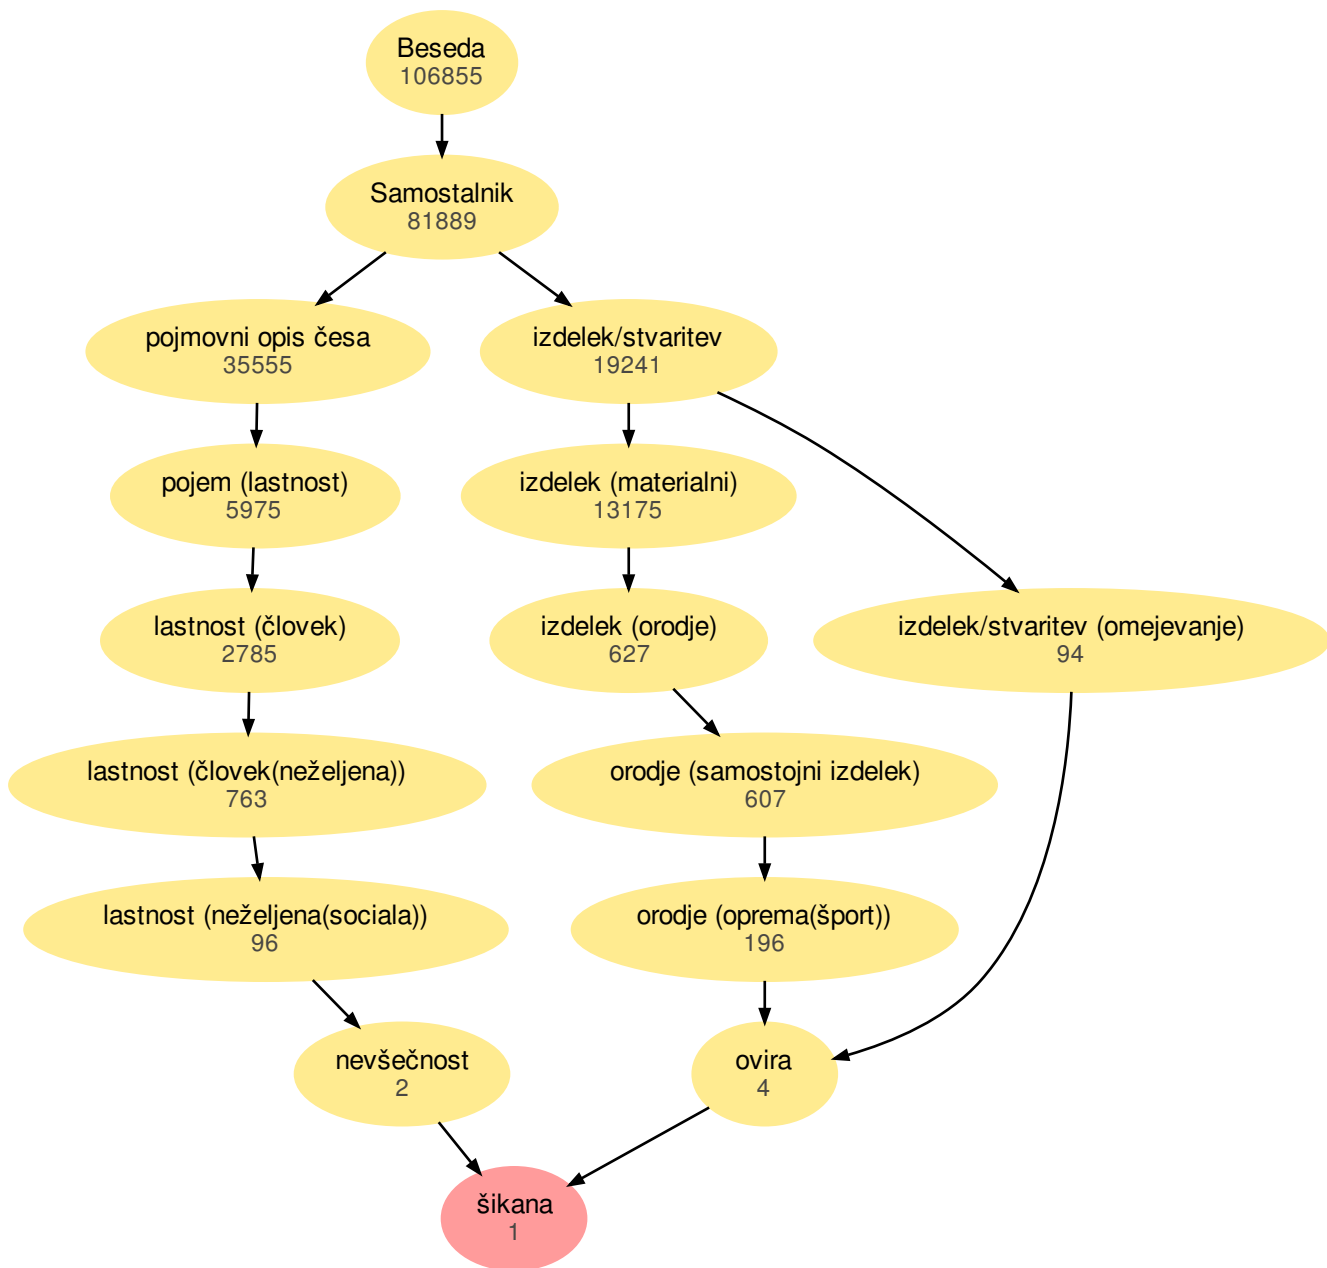 Beseda
106855
Samostalnik
81889
pojmovni opis česa
35555
izdelek/stvaritev
19241
pojem (lastnost)
5975
izdelek (materialni)
13175
lastnost (človek)
2785
izdelek (orodje)
627
izdelek/stvaritev (omejevanje)
94
lastnost (človek(neželjena))
763
orodje (samostojni izdelek)
607
lastnost (neželjena(sociala))
96
orodje (oprema(šport))
196
nevšečnost
2
ovira
4
šikana
1